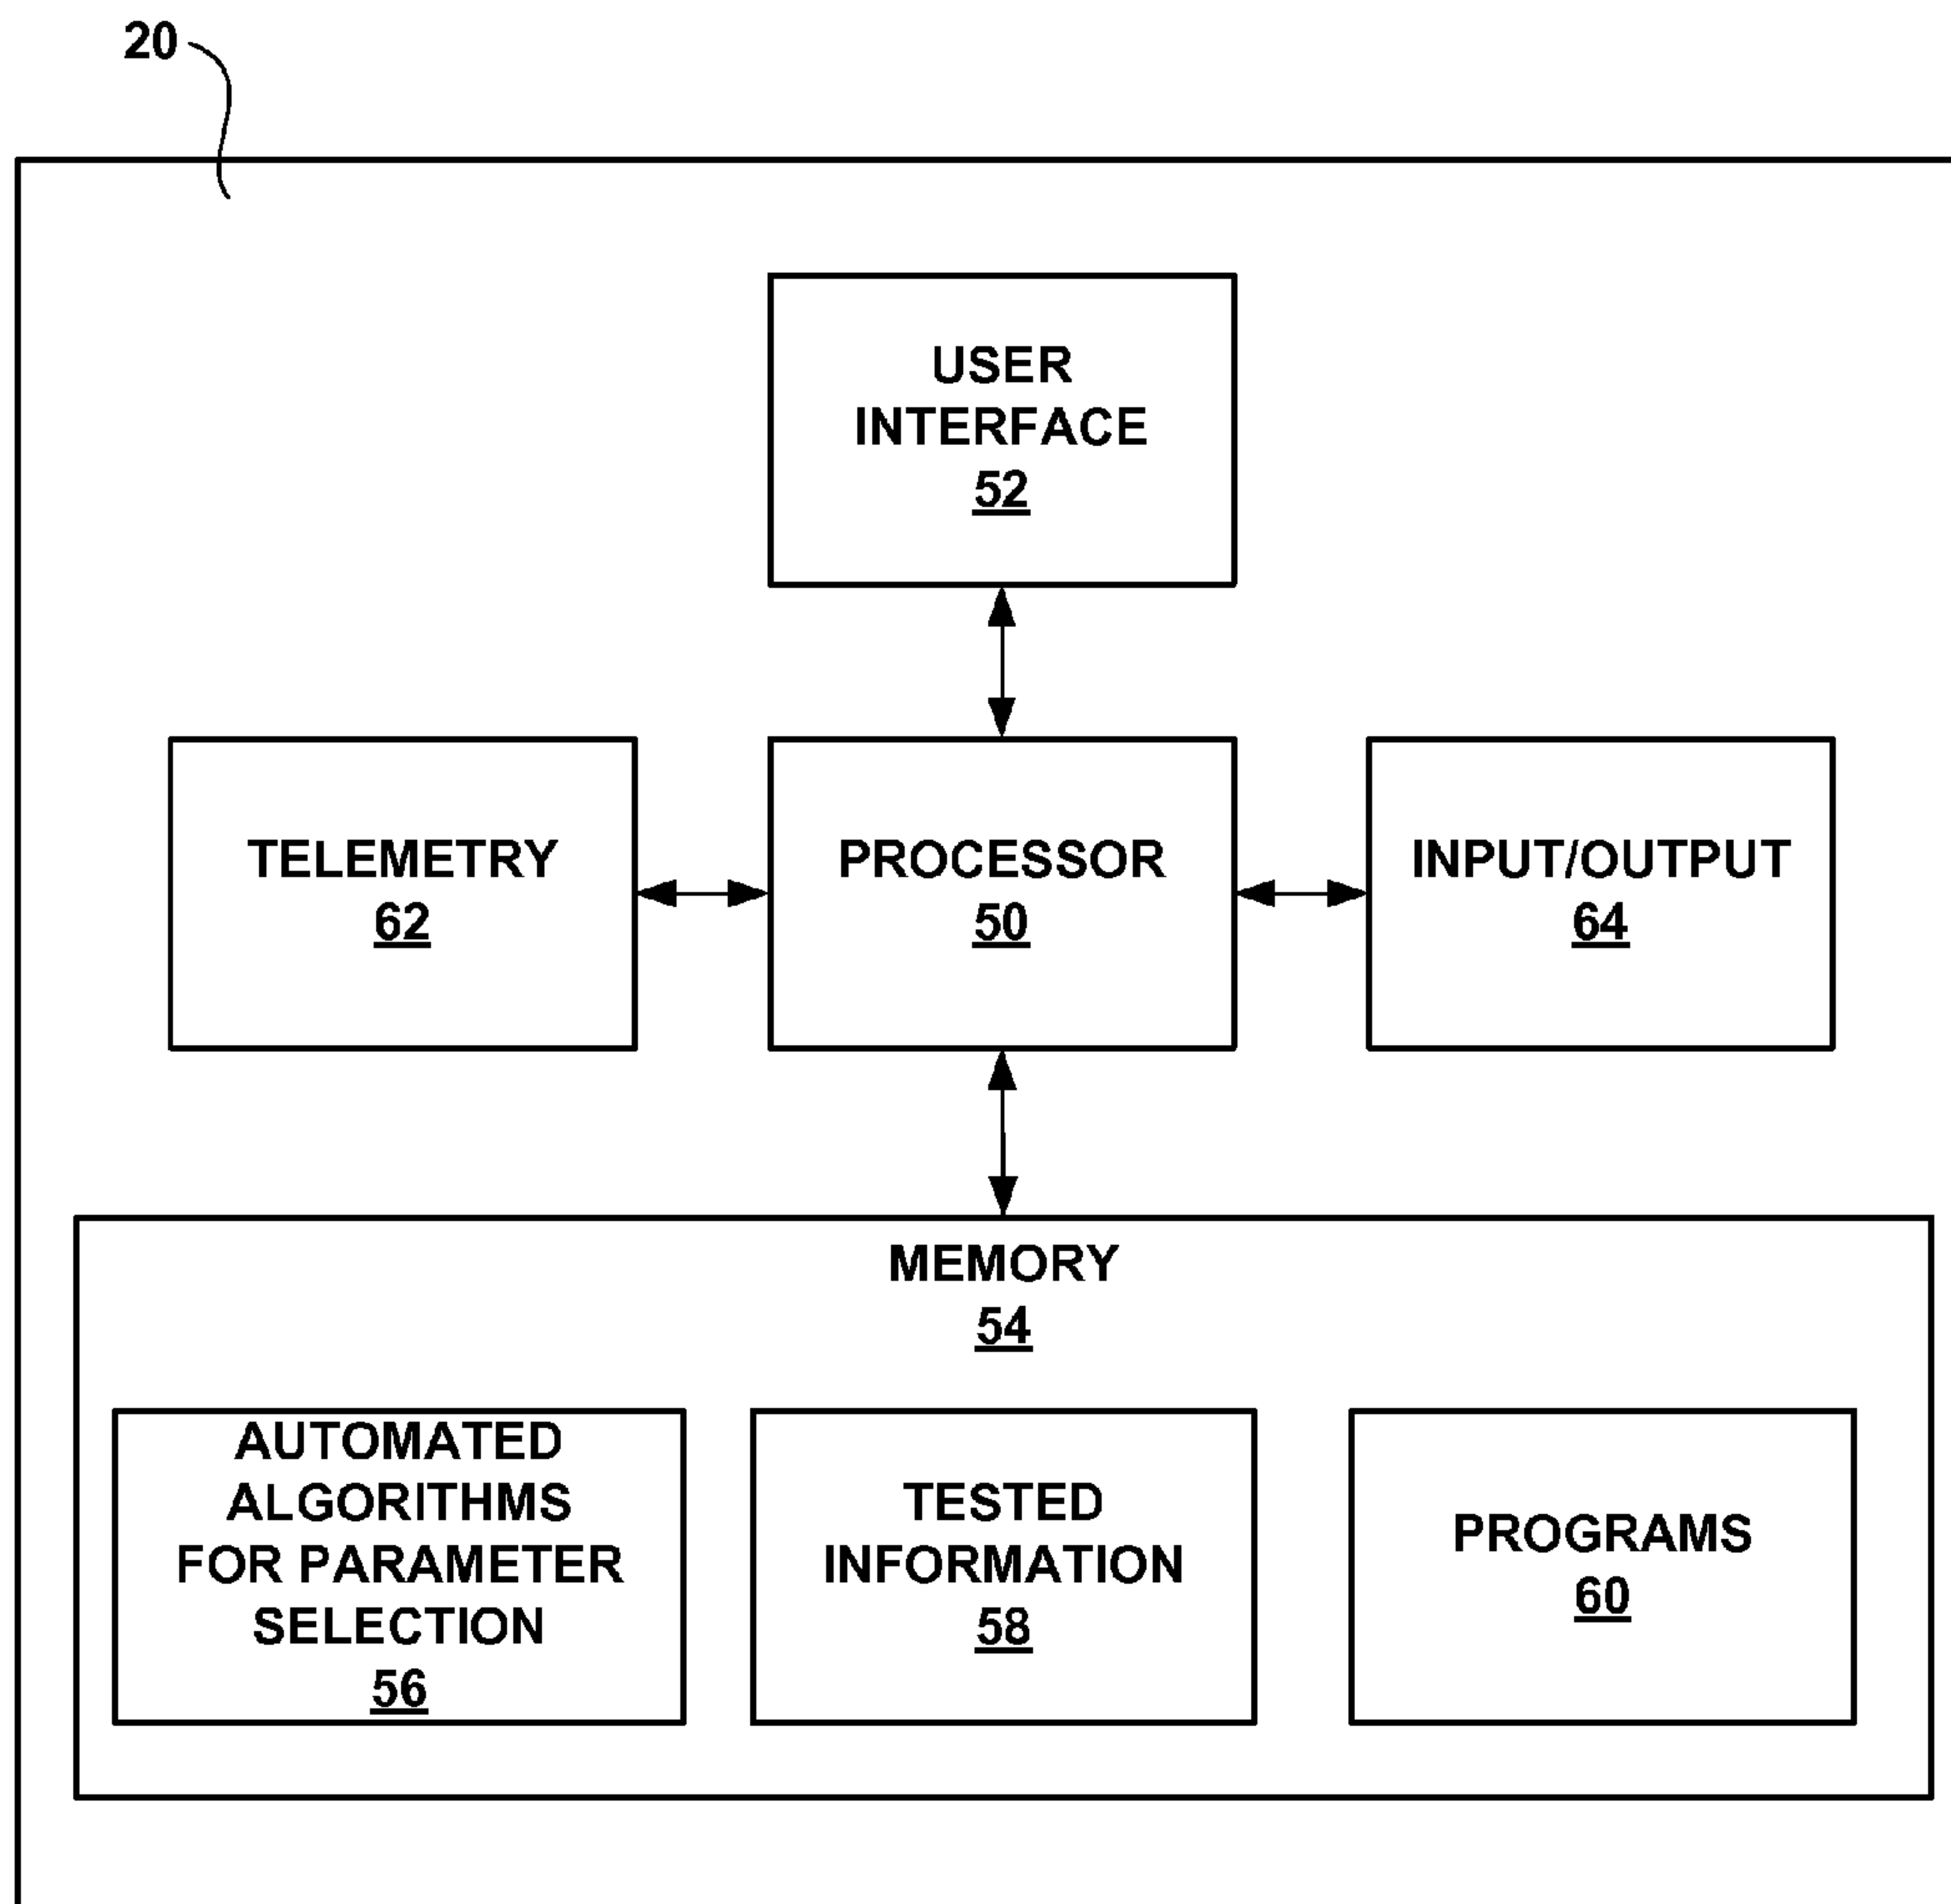 20
USER
INTERFACE
52
TELEMETRY
62
PROCESSOR
50
INPUT/OUTPUT
64
MEMORY
54
AUTOMATED
ALGORITHMS
FOR PARAMETER
SELECTION
56
TESTED
INFORMATION
58
PROGRAMS
60